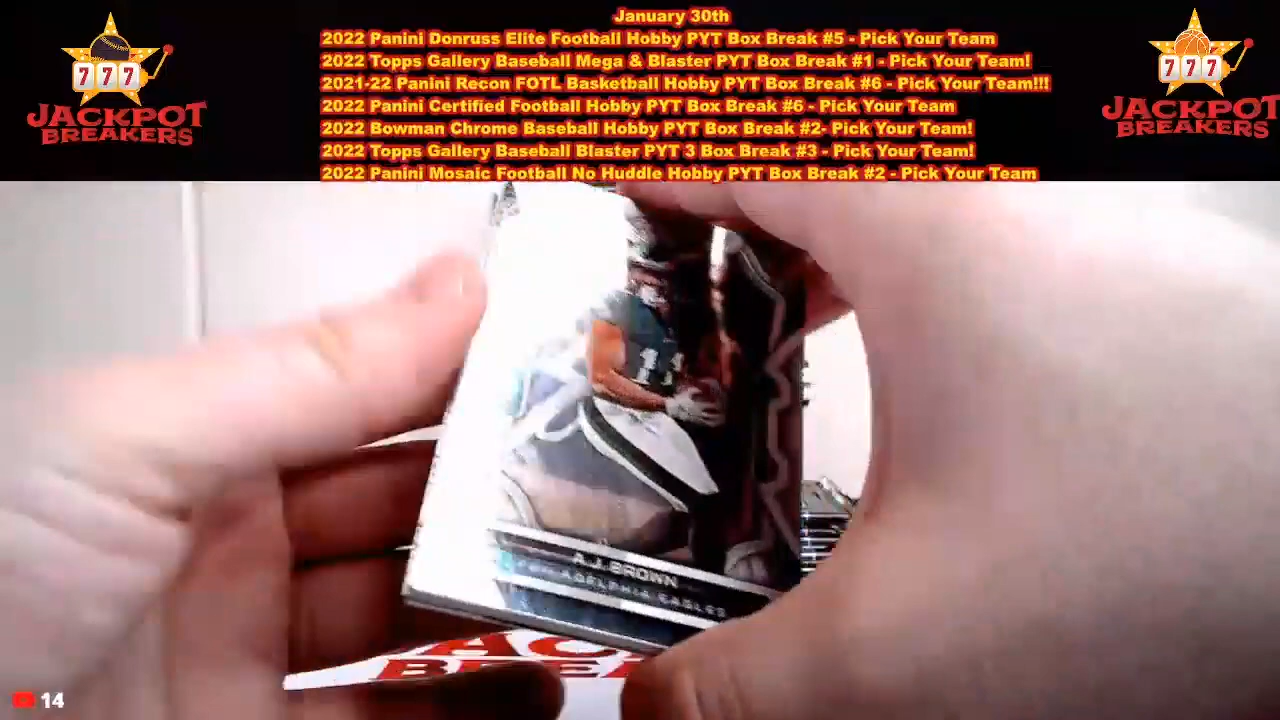 January 30th
2022 Panini Donruss Elite Football Hobby PYT Box Break #5 - Pick Your Team
2022 Topps Gallery Baseball Mega & Blaster PYT Box Break #1 - Pick Your Team!
2021-22 Panini Recon FOTL Basketball Hobby PYT Box Break #6 - Pick Your Team!!!
2022 Panini Certified Football Hobby PYT Box Break #6 - Pick Your Team
2022 Bowman Chrome Baseball Hobby PYT Box Break #2- Pick Your Team!
2022 Topps Gallery Baseball Blaster PYT 3 Box Break #3 - Pick Your Team!
2022 Panini Mosaic Football No Huddle Hobby PYT Box Break #2 - Pick Your Team
777
JACKPOT
BREAKERS
777
JACKPOT
BREAKERS
11
A.J. BROWN
PHILADELPHIA EAGLES
14